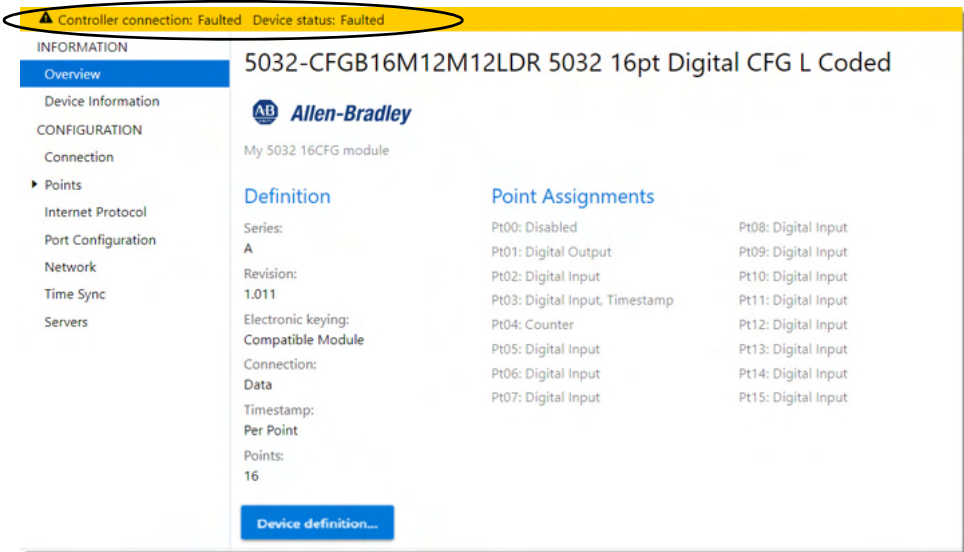 Controller connection: Faulted Device status: Faulted
INFORMATION
Overview
Device Information
CONFIGURATION
Connection
Points
Internet Protocol
Port Configuration
Network
Time Sync
Servers
5032-CFGB16M12M12LDR 5032 16pt Digital CFG L Coded
AB Allen-Bradley
My 5032 16CFG module
Definition
Series:
A
Revision:
1.011
Electronic keying:
Compatible Module
Connection:
Data
Timestamp:
Per Point
Points:
16
Device definition...
Point Assignments
Pt00: Disabled
Pt01: Digital Output
Pt02: Digital Input
Pt03: Digital Input, Timestamp
Pt04: Counter
Pt05: Digital Input
Pt06: Digital Input
Pt07: Digital Input
Pt08: Digital Input
Pt09: Digital Input
Pt10: Digital Input
Pt11: Digital Input
Pt12: Digital Input
Pt13: Digital Input
Pt14: Digital Input
Pt15: Digital Input